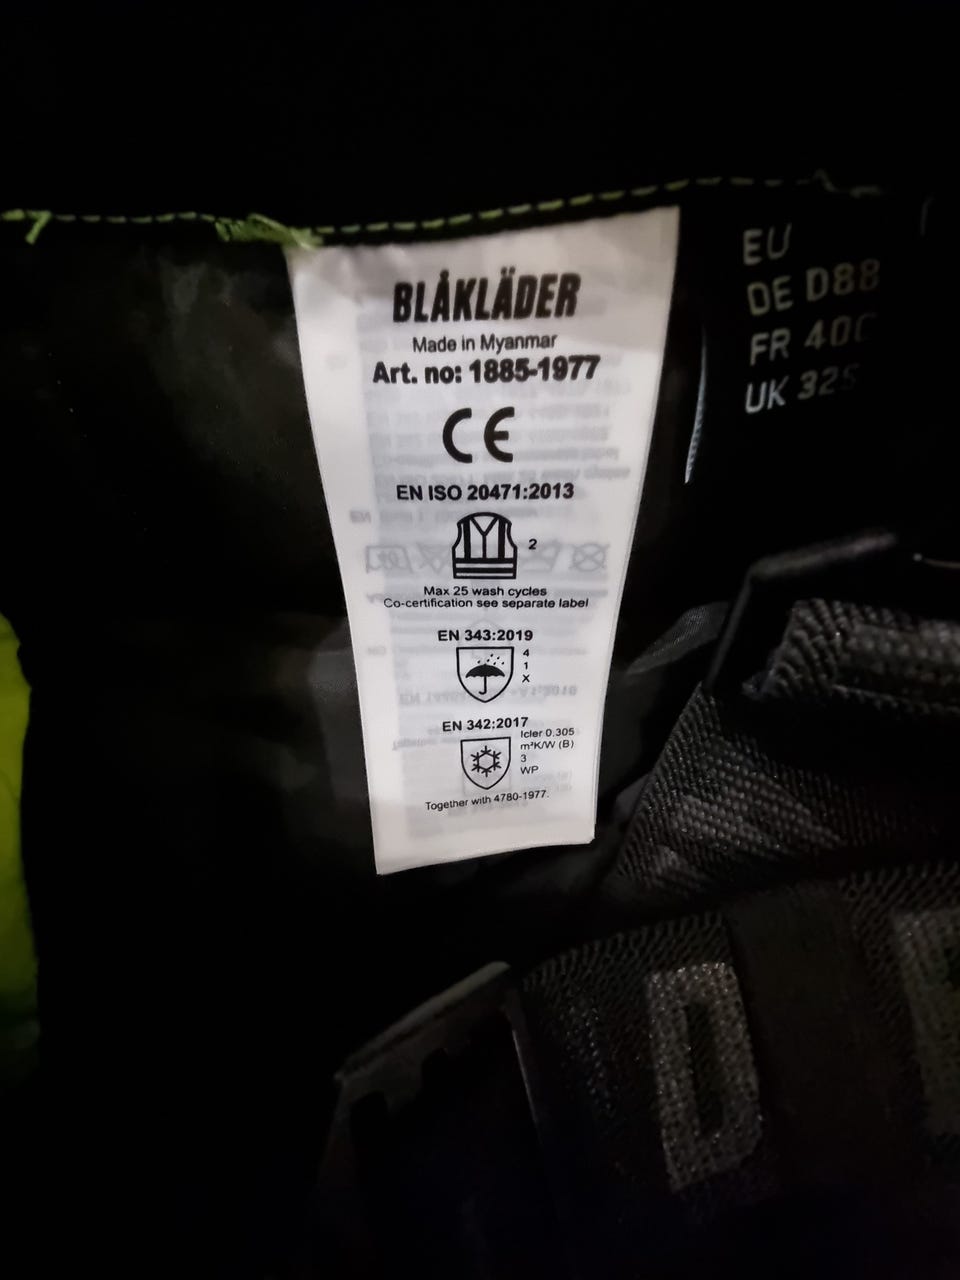 BLÅKLÄDER
Made in Myanmar
Art. no: 1885-1977
CE
EN ISO 20471:2013
2
Max 25 wash cycles
Co-certification see separate label
EN 343:2019
4
1
X
EN 342:2017
Icler 0.305
m²K/W (B)
3
WP
Together with 4780-1977.
EU
DE D88
FR
UK
D